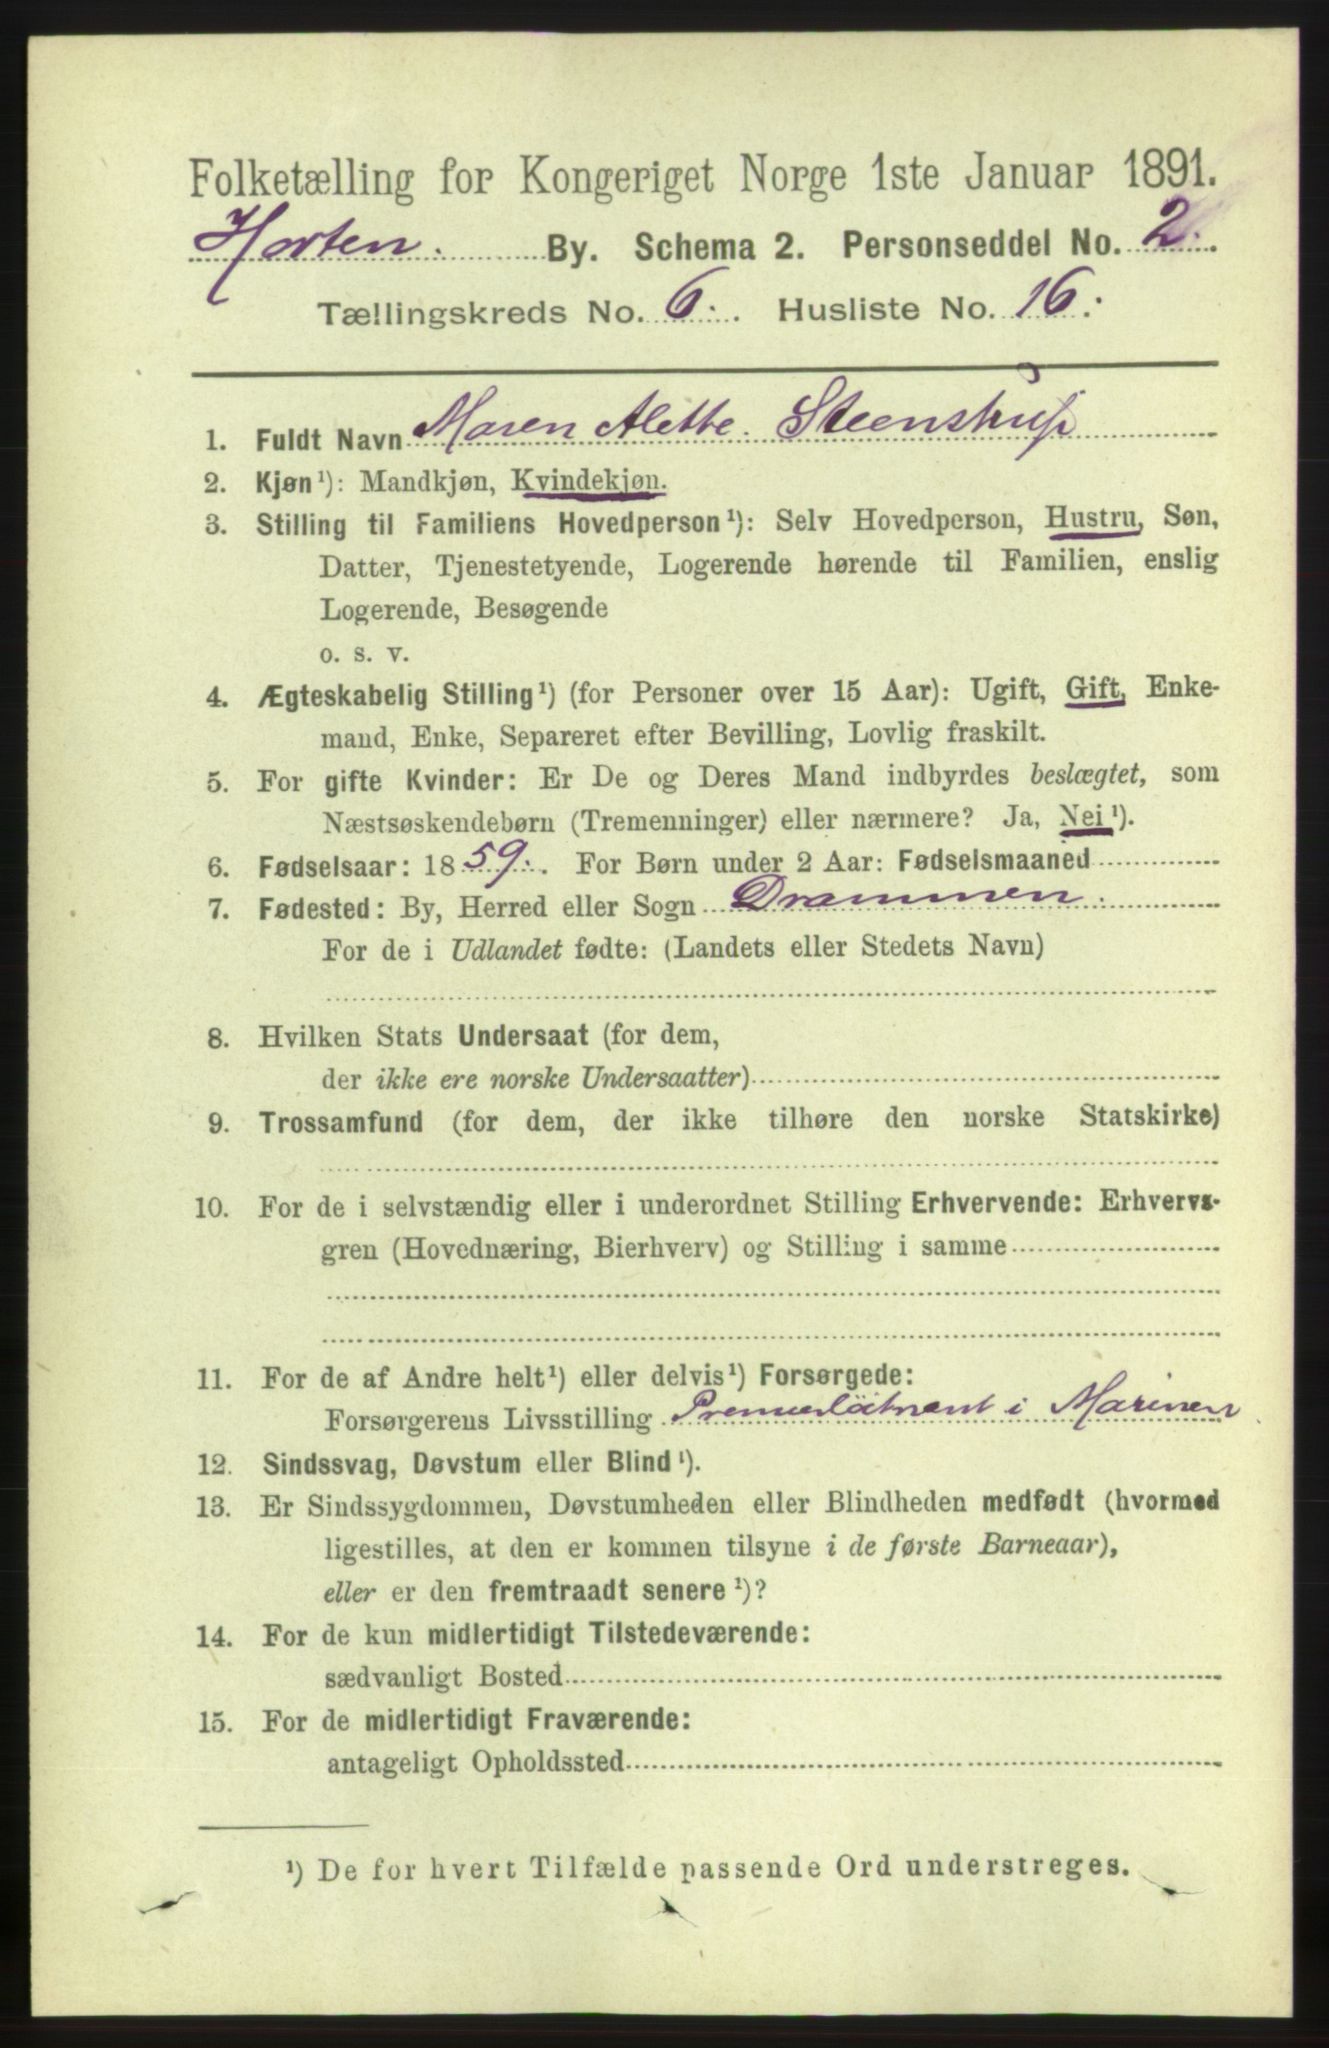 Folketælling for Kongeriget Norge 1ste Januar 1891.
Horten. By. Schema 2. Personseddel No. 2.
Tællingskreds No. 6. Husliste No. 16.
1. Fuldt Navn Maren Alette Steenstrup
2. Kjøn¹): Mandkjøn, Kvindekjøn.
3. Stilling til Familiens Hovedperson¹): Selv Hovedperson, Hustru, Søn,
Datter, Tjenestetyende, Logerende hørende til Familien, enslig
Logerende, Besøgende
o. s. v.
4. Ægteskabelig Stilling¹) (for Personer over 15 Aar): Ugift, Gift, Enke-
mand, Enke, Separeret efter Bevilling, Lovlig fraskilt.
5. For gifte Kvinder: Er De og Deres Mand indbyrdes beslægtet, som
Næstsøskendebørn (Tremenninger) eller nærmere? Ja, Nei¹).
6. Fødselsaar: 1859. For Børn under 2 Aar: Fødselsmaaned
7. Fødested: By, Herred eller Sogn Drammen.
For de i Udlandet fødte: (Landets eller Stedets Navn)
8. Hvilken Stats Undersaat (for dem,
der ikke ere norske Undersaatter)
9. Trossamfund (for dem, der ikke tilhøre den norske Statskirke)
10. For de i selvstændig eller i underordnet Stilling Erhvervende: Erhvervs-
gren (Hovednæring, Bierhverv) og Stilling i samme
11. For de af Andre helt¹) eller delvis¹) Forsørgede:
Forsørgerens Livsstilling Premierlöitnant i Marinen
12. Sindssvag, Døvstum eller Blind¹).
13. Er Sindssygdommen, Døvstumheden eller Blindheden medfødt (hvormed
ligestilles, at den er kommen tilsyne i de første Barneaar),
eller er den fremtraadt senere¹)?
14. For de kun midlertidigt Tilstedeværende:
sædvanligt Bosted
15. For de midlertidigt Fraværende:
antageligt Opholdssted
¹) De for hvert Tilfælde passende Ord understreges.